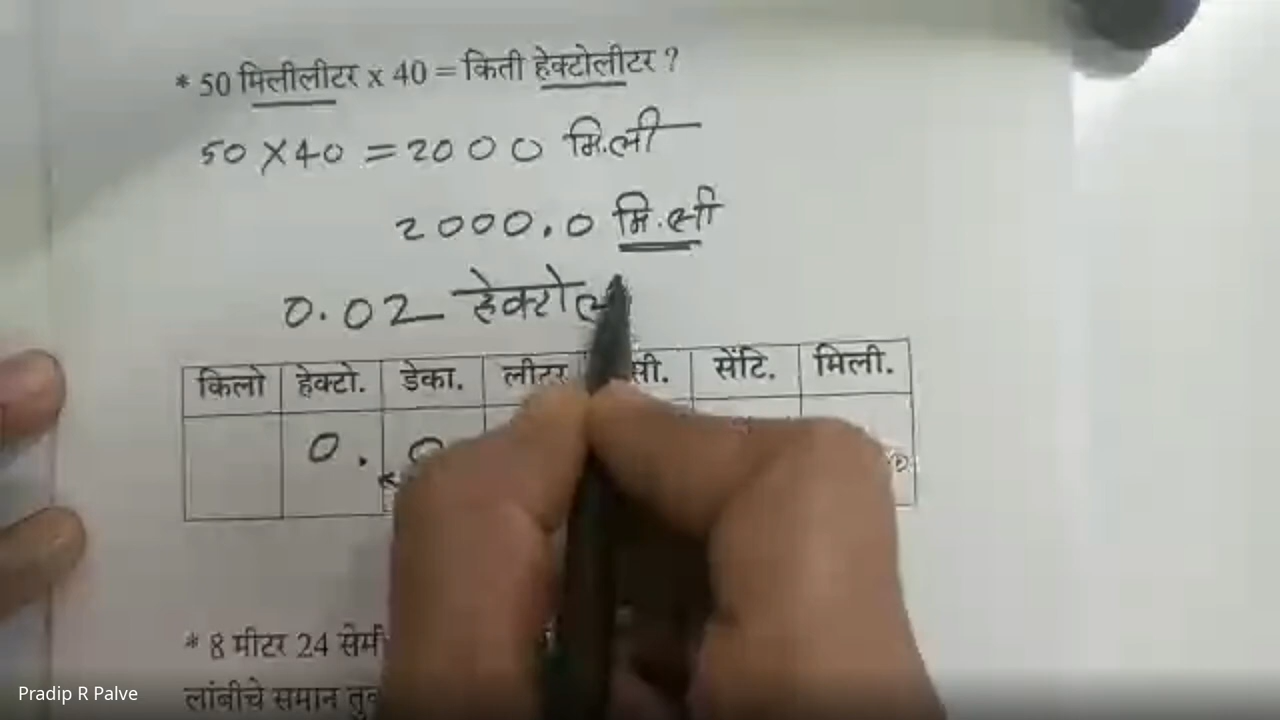 * 50 मिलीलीटर x 40 = किती हेक्टोलीटर ?
50 X 40 = 2000 मि.ली
2000.0 मि.ली
0.02 हेक्टोल
किलो हेक्टो. डेका. लीटर सी. सेंटि. मिली.
0. 0
* 8 मीटर 24 सेमी
लांबीचे समान तुक
Pradip R Palve